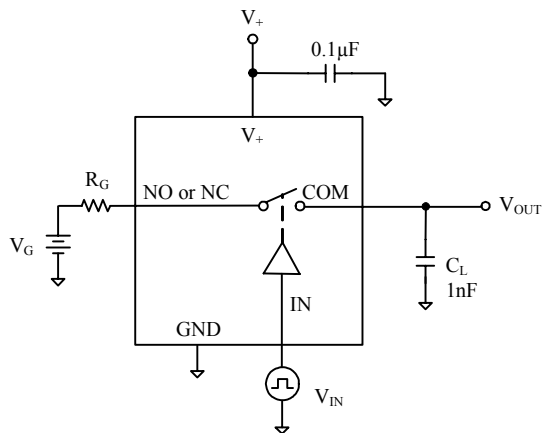 V+
0.1µF
V+
RG
NO or NC
COM
VOUT
VG
CL
1nF
IN
GND
VIN